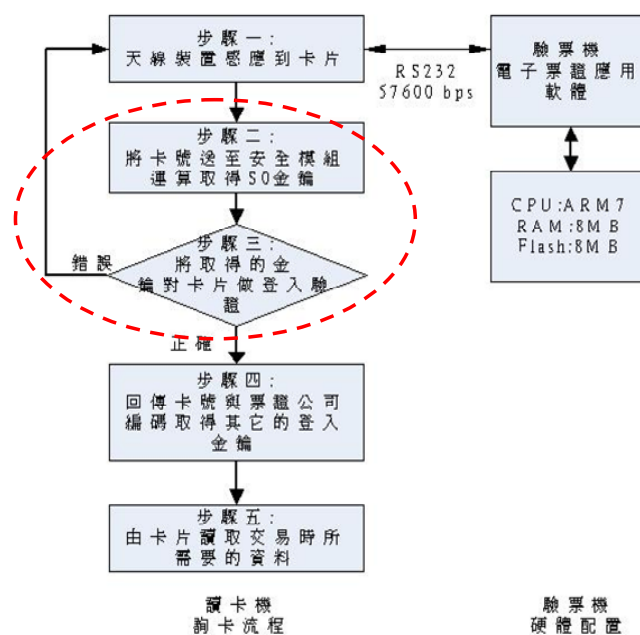 步驟一:
天線裝置感應到卡片
RS232
57600 bps
驗票機
電子票證應用
軟體
步驟二:
將卡號送至安全模組
運算取得S0金鑰
CPU:ARM7
RAM:8MB
Flash:8MB
步驟三:
將取得的金
鑰對卡片做登入驗
證
錯誤
正確
步驟四:
回傳卡號與票證公司
編碼取得其它的登入
金鑰
步驟五:
由卡片讀取交易時所
需要的資料
讀卡機
詢卡流程
驗票機
硬體配置